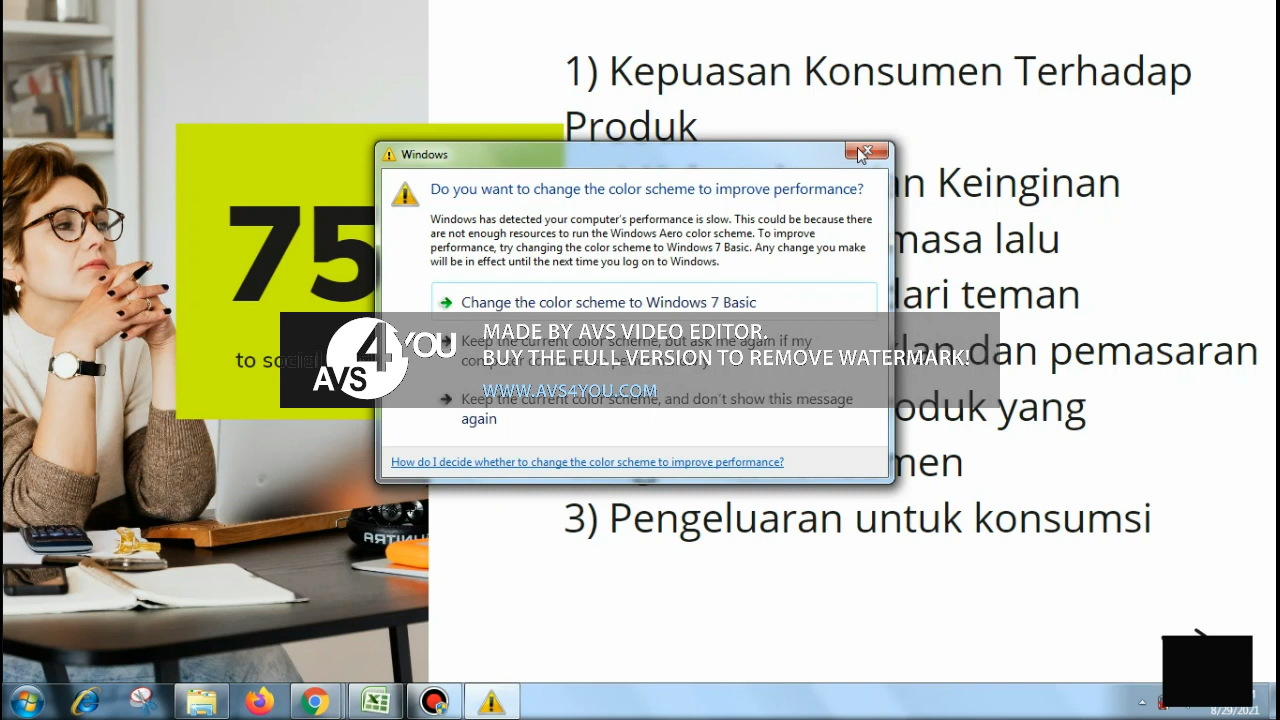 1) Kepuasan Konsumen Terhadap
Produk
an Keinginan
masa lalu
dari teman
dan pemasaran
oduk yang
men
3) Pengeluaran untuk konsumsi
75
to
Windows
Do you want to change the color scheme to improve performance?
Windows has detected your computer's performance is slow. This could be because there
are not enough resources to run the Windows Aero color scheme. To improve
performance, try changing the color scheme to Windows 7 Basic. Any change you make
will be in effect until the next time you log on to Windows.
Change the color scheme to Windows 7 Basic
Keep the current color scheme, but ask me again if my
Keep the current color scheme, and don't show this message
again
How do I decide whether to change the color scheme to improve performance?
AVS4YOU
MADE BY AVS VIDEO EDITOR.
BUY THE FULL VERSION TO REMOVE WATERMARK!
WWW.AVS4YOU.COM
8/29/2021